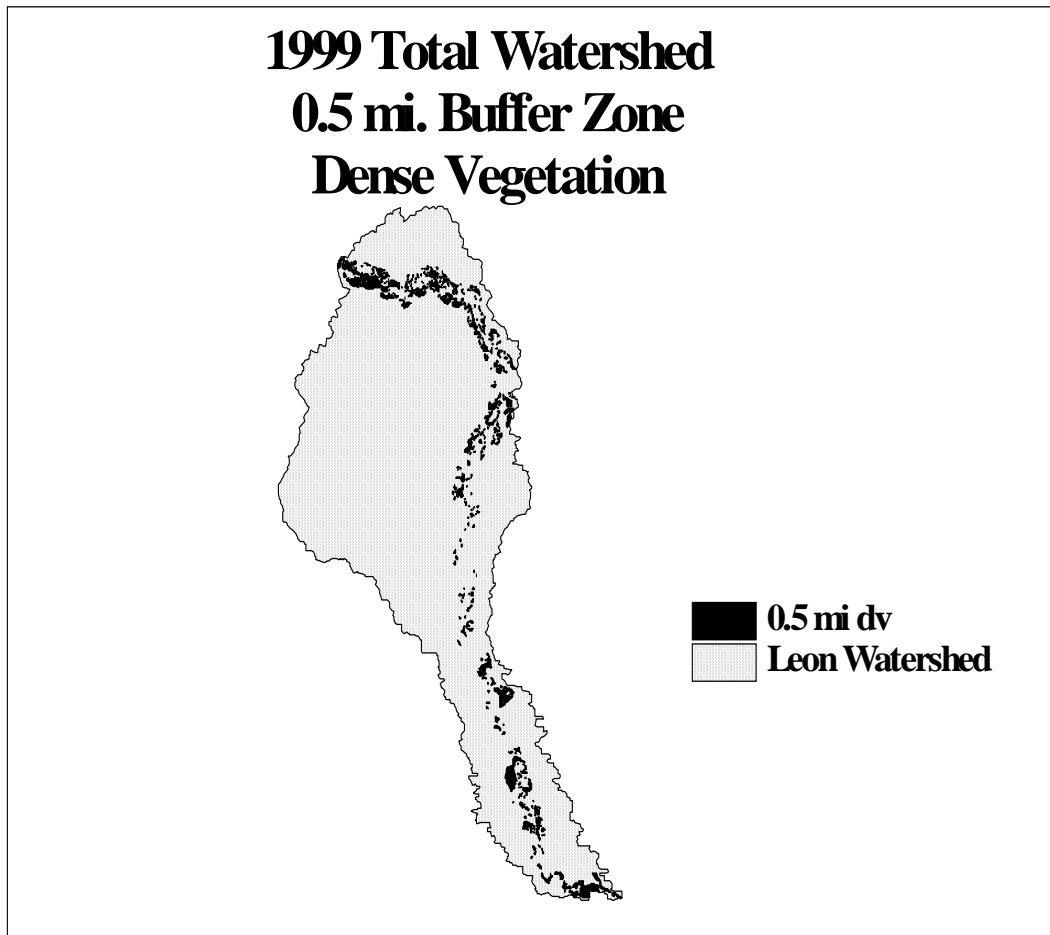 1999 Total Watershed
0.5 mi. Buffer Zone
Dense Vegetation
0.5 mi dv
Leon Watershed